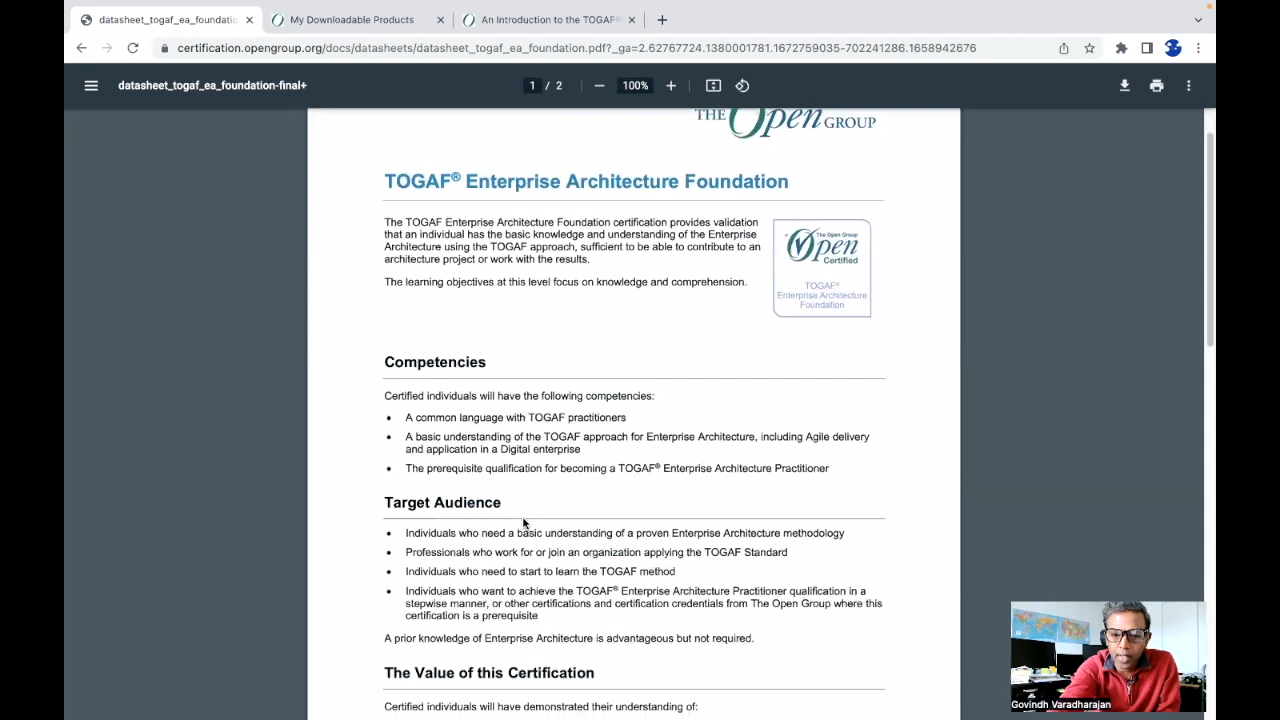 datasheet_togaf_ea_foundatio
My Downloadable Products
An Introduction to the TOGAF®
certification.opengroup.org/docs/datasheets/datasheet_togaf_ea_foundation.pdf?_ga=2.62767724.1380001781.1672759035-702241286.1658942676
datasheet_togaf_ea_foundation-final+
1 / 2
100%
THE Open GROUP
TOGAF® Enterprise Architecture Foundation
The TOGAF Enterprise Architecture Foundation certification provides validation
that an individual has the basic knowledge and understanding of the Enterprise
Architecture using the TOGAF approach, sufficient to be able to contribute to an
architecture project or work with the results.
The learning objectives at this level focus on knowledge and comprehension.
The Open Group
Open
Certified
TOGAF®
Enterprise Architecture
Foundation
Competencies
Certified individuals will have the following competencies:
• A common language with TOGAF practitioners
• A basic understanding of the TOGAF approach for Enterprise Architecture, including Agile delivery
and application in a Digital enterprise
• The prerequisite qualification for becoming a TOGAF® Enterprise Architecture Practitioner
Target Audience
• Individuals who need a basic understanding of a proven Enterprise Architecture methodology
• Professionals who work for or join an organization applying the TOGAF Standard
• Individuals who need to start to learn the TOGAF method
• Individuals who want to achieve the TOGAF® Enterprise Architecture Practitioner qualification in a
stepwise manner, or other certifications and certification credentials from The Open Group where this
certification is a prerequisite
A prior knowledge of Enterprise Architecture is advantageous but not required.
The Value of this Certification
Certified individuals will have demonstrated their understanding of:
Govindh Varadharajan